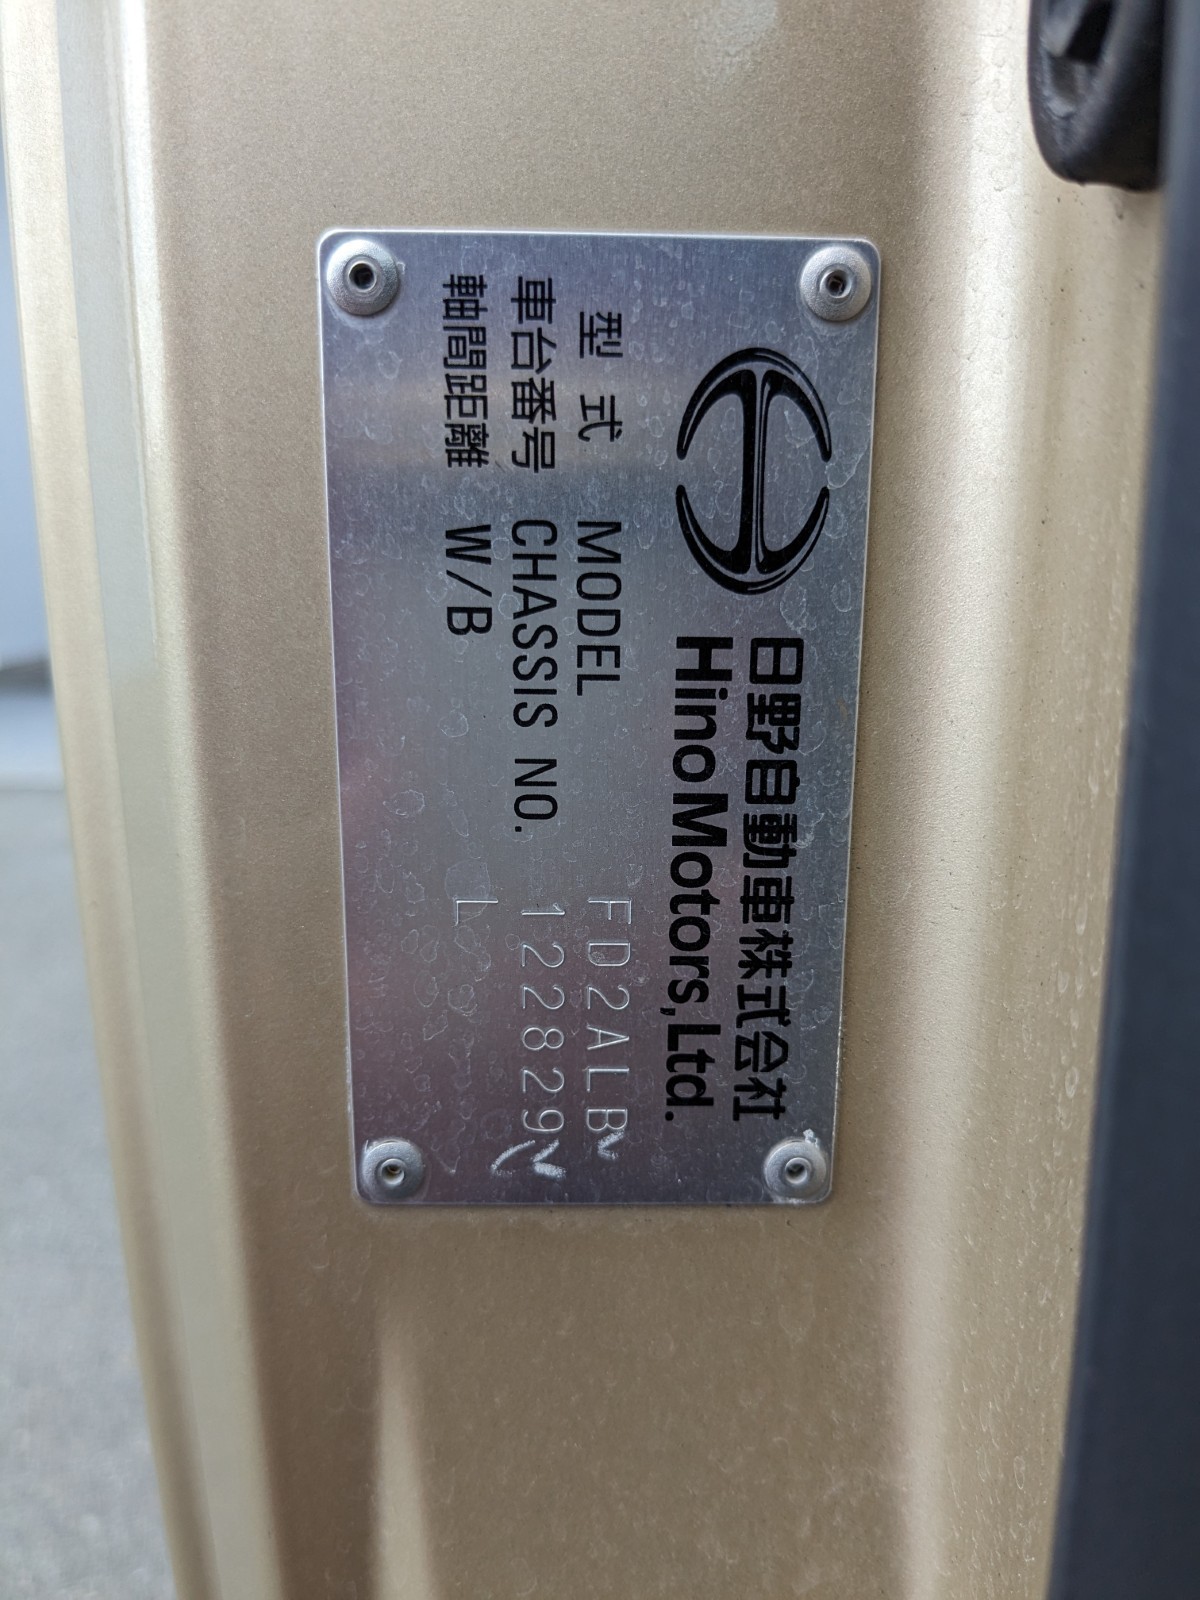 日野自動車株式会社
Hino Motors, Ltd.
型式 MODEL FD2ALB
車台番号 CHASSIS NO. 122829
軸間距離 W/B L